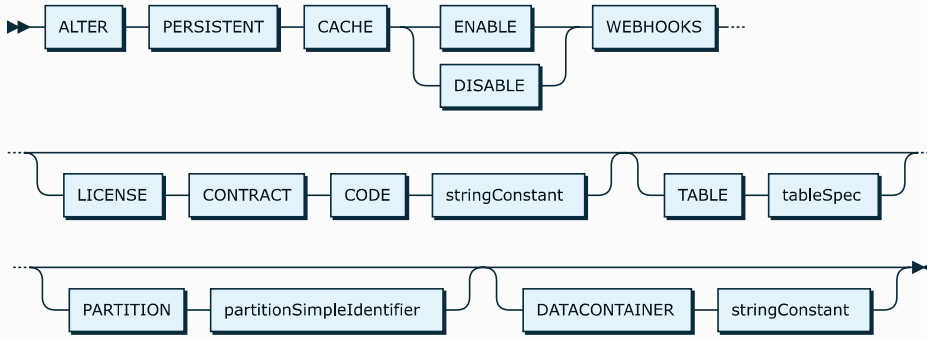 ALTER PERSISTENT CACHE ENABLE WEBHOOKS
DISABLE
LICENSE CONTRACT CODE stringConstant TABLE tableSpec
PARTITION partitionSimpleIdentifier DATACONTAINER stringConstant